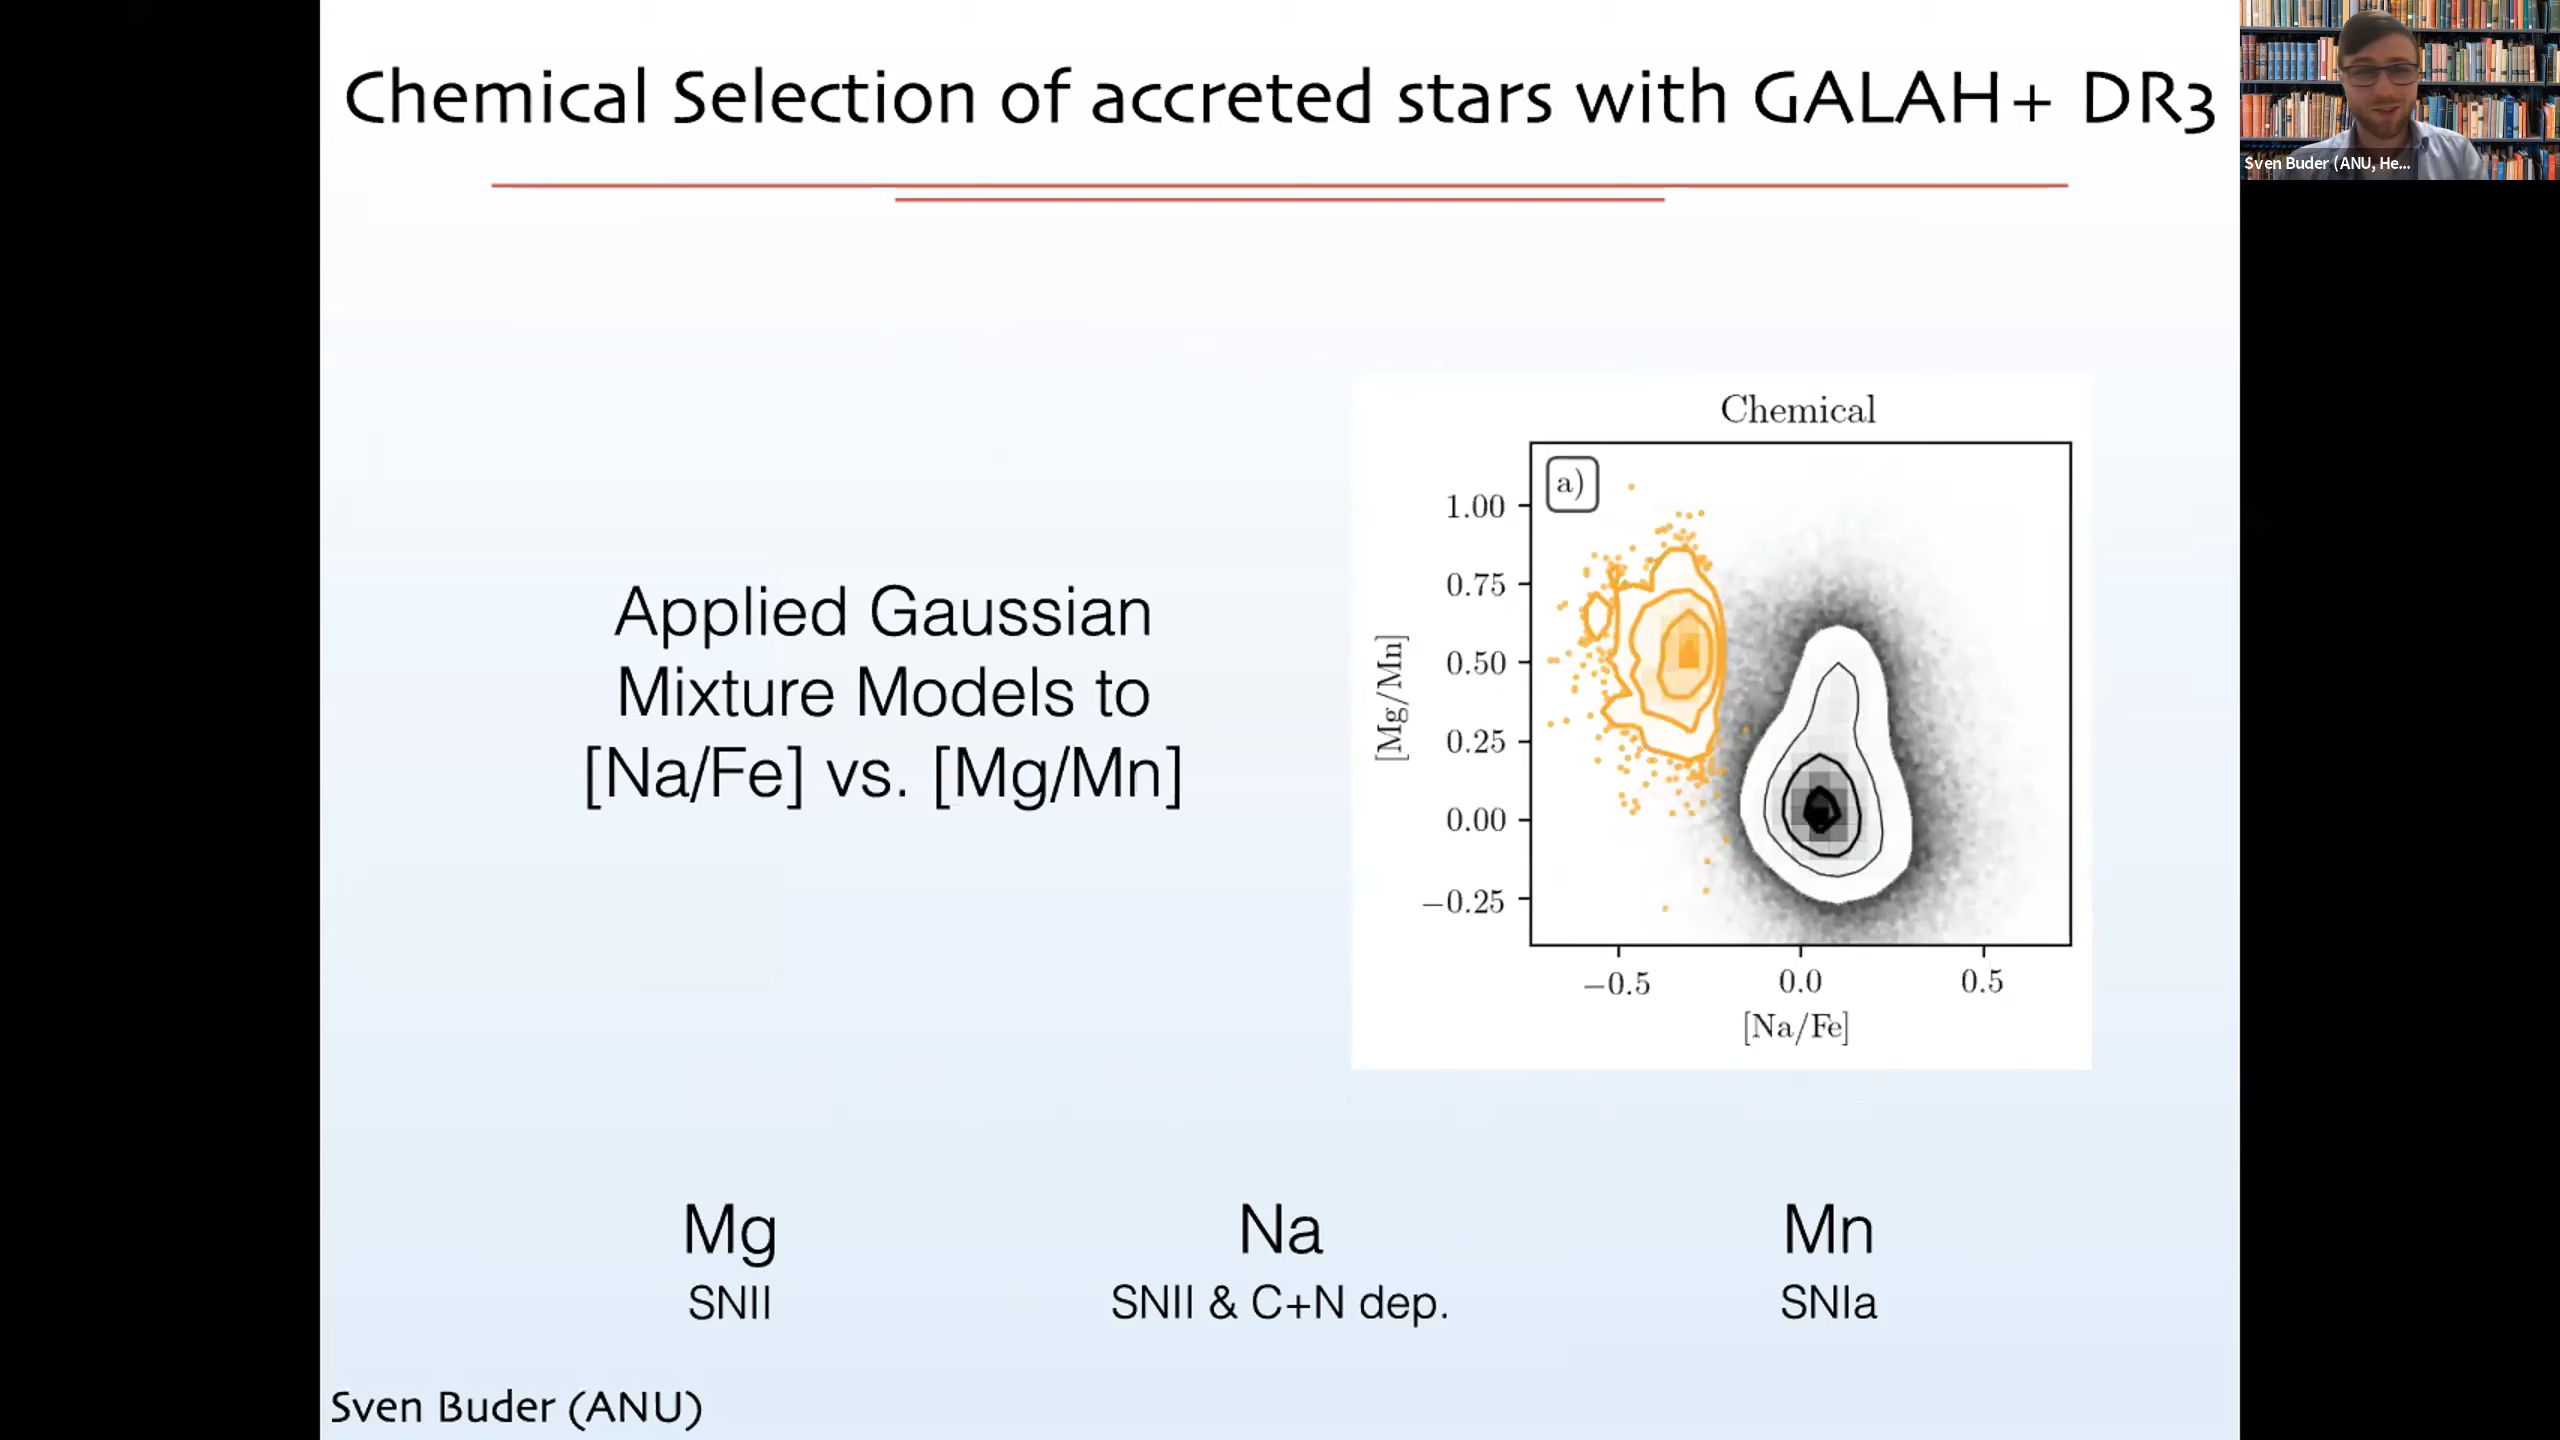 Chemical Selection of accreted stars with GALAH+ DR3
Sven Buder (ANU, He...
Applied Gaussian
Mixture Models to
[Na/Fe] vs. [Mg/Mn]
Chemical
a)
1.00
0.75
0.50
0.25
0.00
−0.25
[Mg/Mn]
−0.5 0.0 0.5
[Na/Fe]
Mg Na Mn
SNII SNII & C+N dep. SNIa
Sven Buder (ANU)